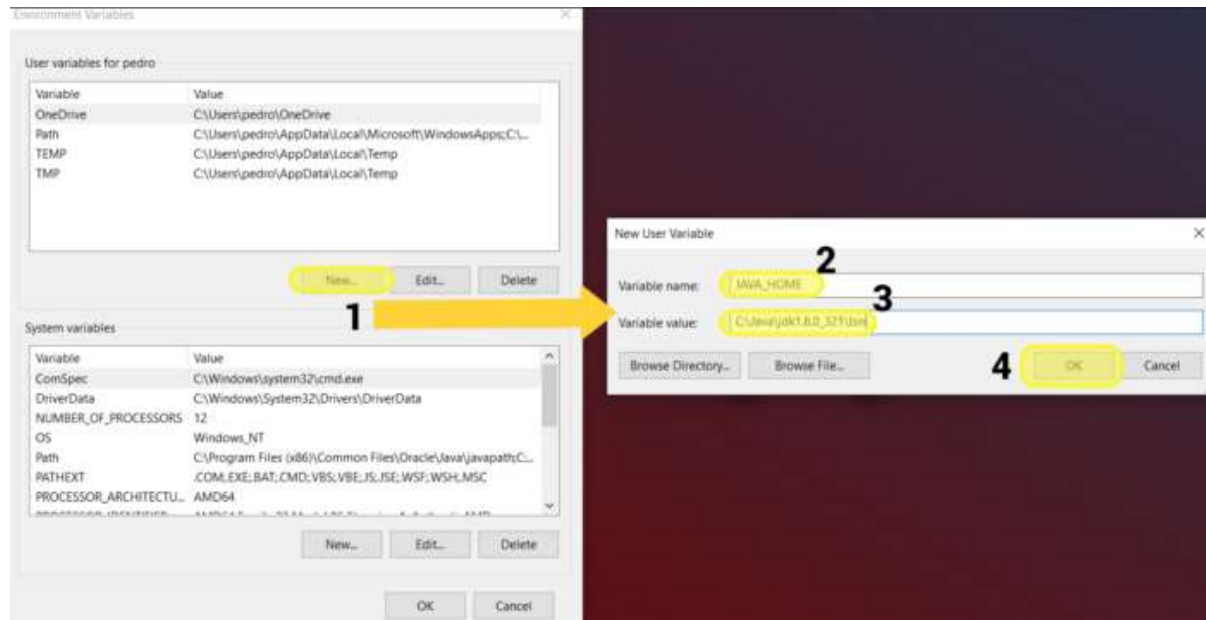 Environment Variables
User variables for pedro
Variable Value
OneDrive C:\Users\pedro\OneDrive
Path C:\Users\pedro\AppData\Local\Microsoft\WindowsApps;C:\...
TEMP C:\Users\pedro\AppData\Local\Temp
TMP C:\Users\pedro\AppData\Local\Temp
New... Edit... Delete
1
System variables
Variable Value
ComSpec C:\Windows\system32\cmd.exe
DriverData C:\Windows\System32\Drivers\DriverData
NUMBER_OF_PROCESSORS 12
OS Windows_NT
Path C:\Program Files (x86)\Common Files\Oracle\Java\javapath;C:...
PATHEXT .COM;.EXE;.BAT;.CMD;.VBS;.VBE;.JS;.JSE;.WSF;.WSH;.MSC
PROCESSOR_ARCHITECTU... AMD64
New... Edit... Delete
OK Cancel
New User Variable
2
Variable name: JAVA_HOME
3
Variable value: C:\Java\jdk1.8.0_321\bin
Browse Directory... Browse File... 4 OK Cancel